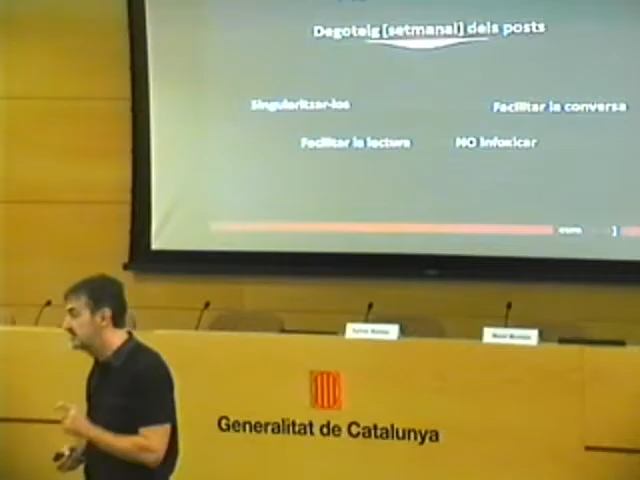 Degoteig [setmanal] dels posts
Singularitzar-los
Facilitar la conversa
Facilitar la lectura
NO infoxicar
Generalitat de Catalunya